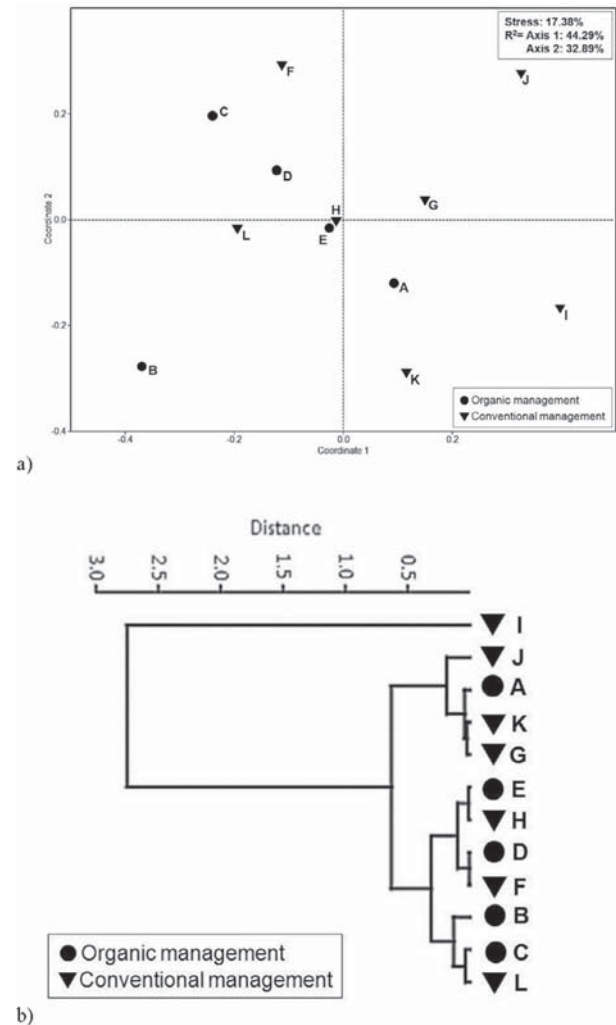 Stress: 17.38%
R²= Axis 1: 44.29%
Axis 2: 32.89%
F
J
0.2
C
D
G
H
0.0
E
L
A
I
-0.2
B
K
Organic management
Conventional management
-0.4
-0.4
-0.2
0.0
0.2
Coordinate 1
Coordinate 2
a)
Distance
3.0
2.5
2.0
1.5
1.0
0.5
I
J
A
K
G
E
H
D
F
B
C
L
Organic management
Conventional management
b)